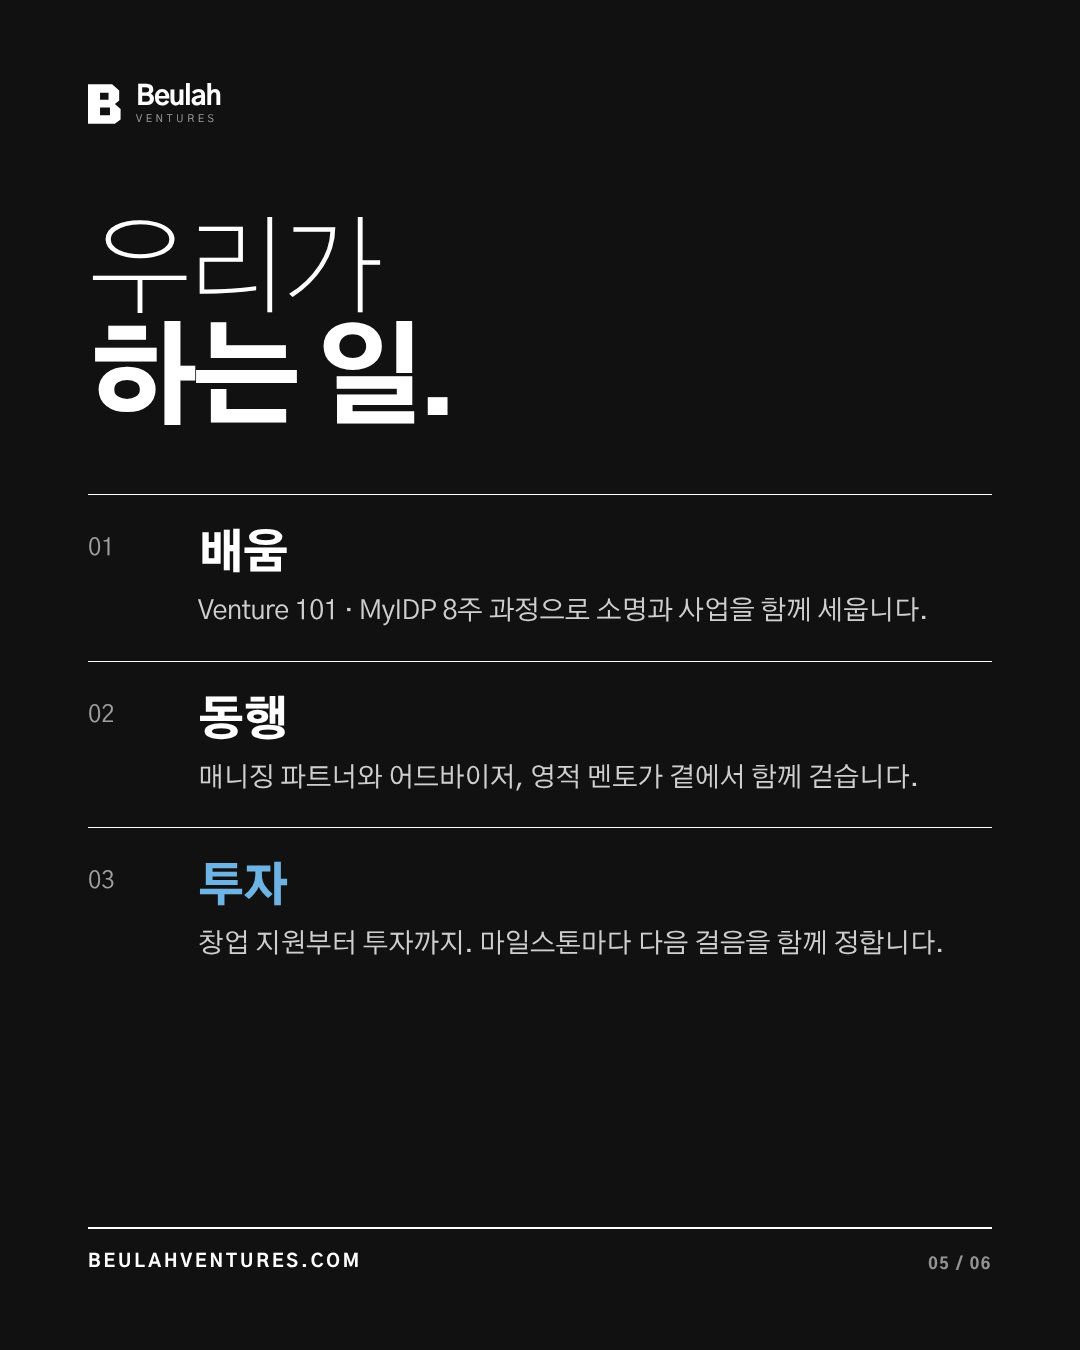 Beulah
VENTURES
우리가
하는 일.
01
배움
Venture 101 · MyIDP 8주 과정으로 소명과 사업을 함께 세웁니다.
02
동행
매니징 파트너와 어드바이저, 영적 멘토가 곁에서 함께 걷습니다.
03
투자
창업 지원부터 투자까지. 마일스톤마다 다음 걸음을 함께 정합니다.
BEULAHVENTURES.COM
05 / 06